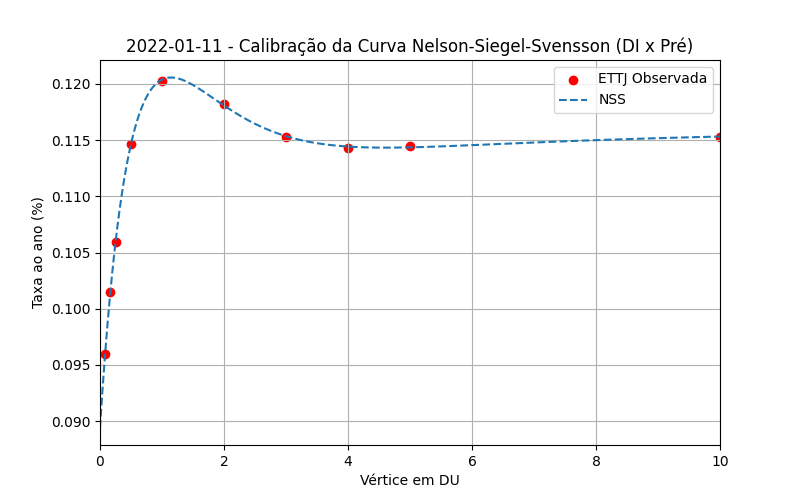 2022-01-11 - Calibração da Curva Nelson-Siegel-Svensson (DI x Pré)
ETTJ Observada
NSS
0.120
0.115
0.110
0.105
0.100
0.095
0.090
Taxa ao ano (%)
0
2
4
6
8
10
Vértice em DU